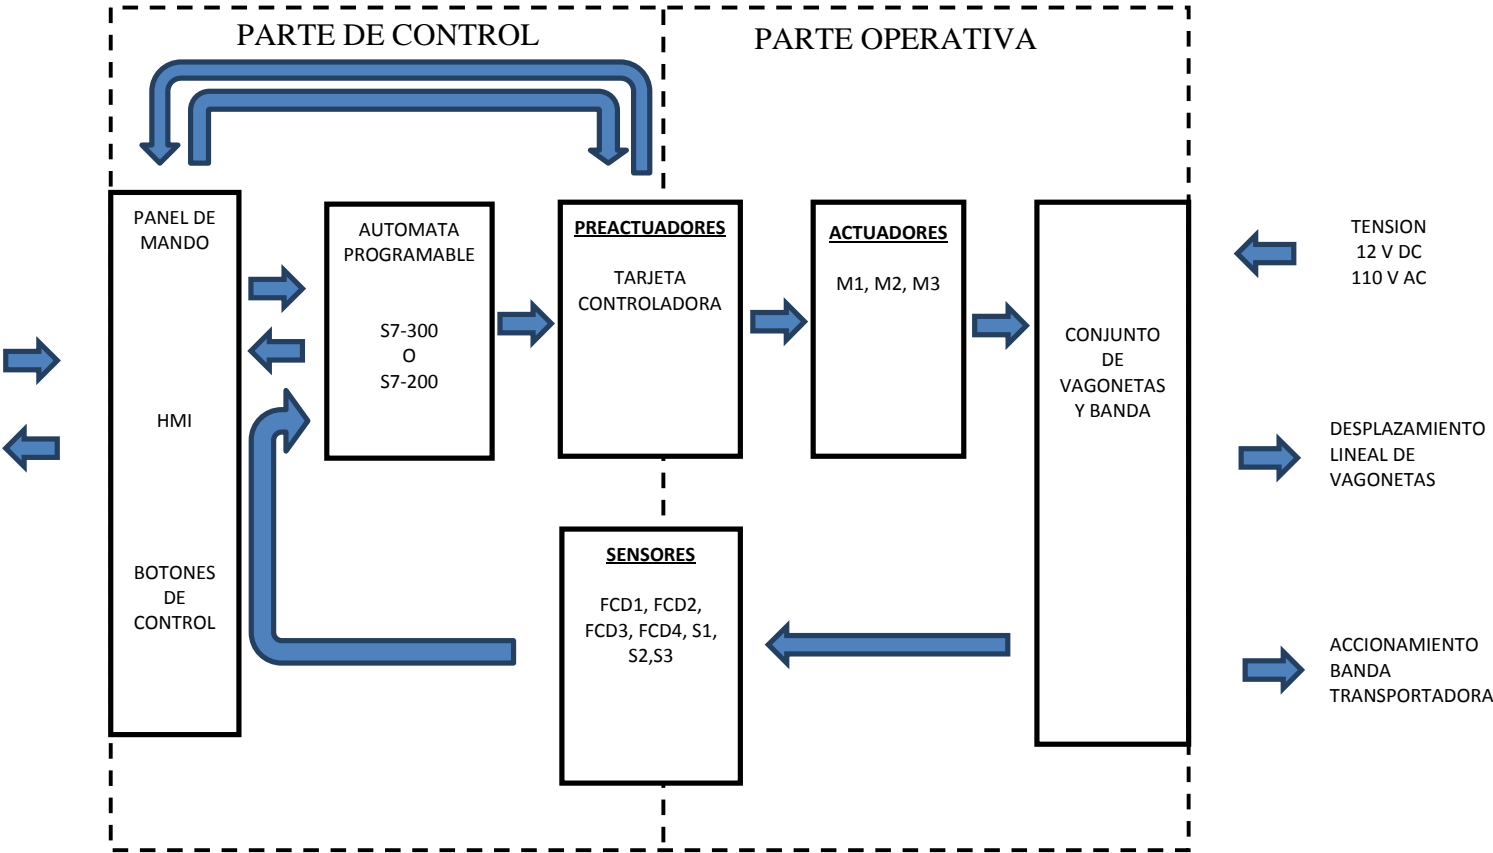 PARTE DE CONTROL
PARTE OPERATIVA
PANEL DE
MANDO
HMI
BOTONES
DE
CONTROL
AUTOMATA
PROGRAMABLE
S7-300
O
S7-200
PREACTUADORES
TARJETA
CONTROLADORA
ACTUADORES
M1, M2, M3
CONJUNTO
DE
VAGONETAS
Y BANDA
SENSORES
FCD1, FCD2,
FCD3, FCD4, S1,
S2,S3
TENSION
12 V DC
110 V AC
DESPLAZAMIENTO
LINEAL DE
VAGONETAS
ACCIONAMIENTO
BANDA
TRANSPORTADORA